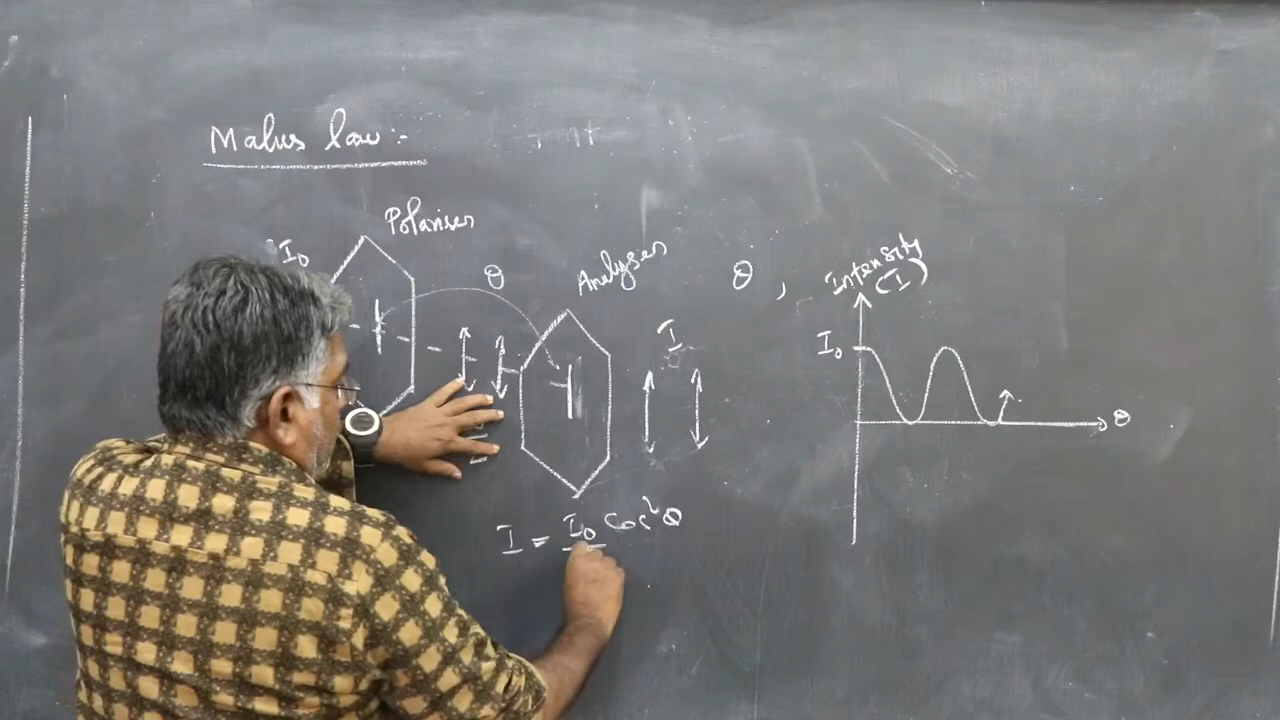 Malus law :-
Polariser
I₀
θ
Analyser
θ ,
Intensity
(I)
I
I₀
θ
I = I₀ Cos²θ